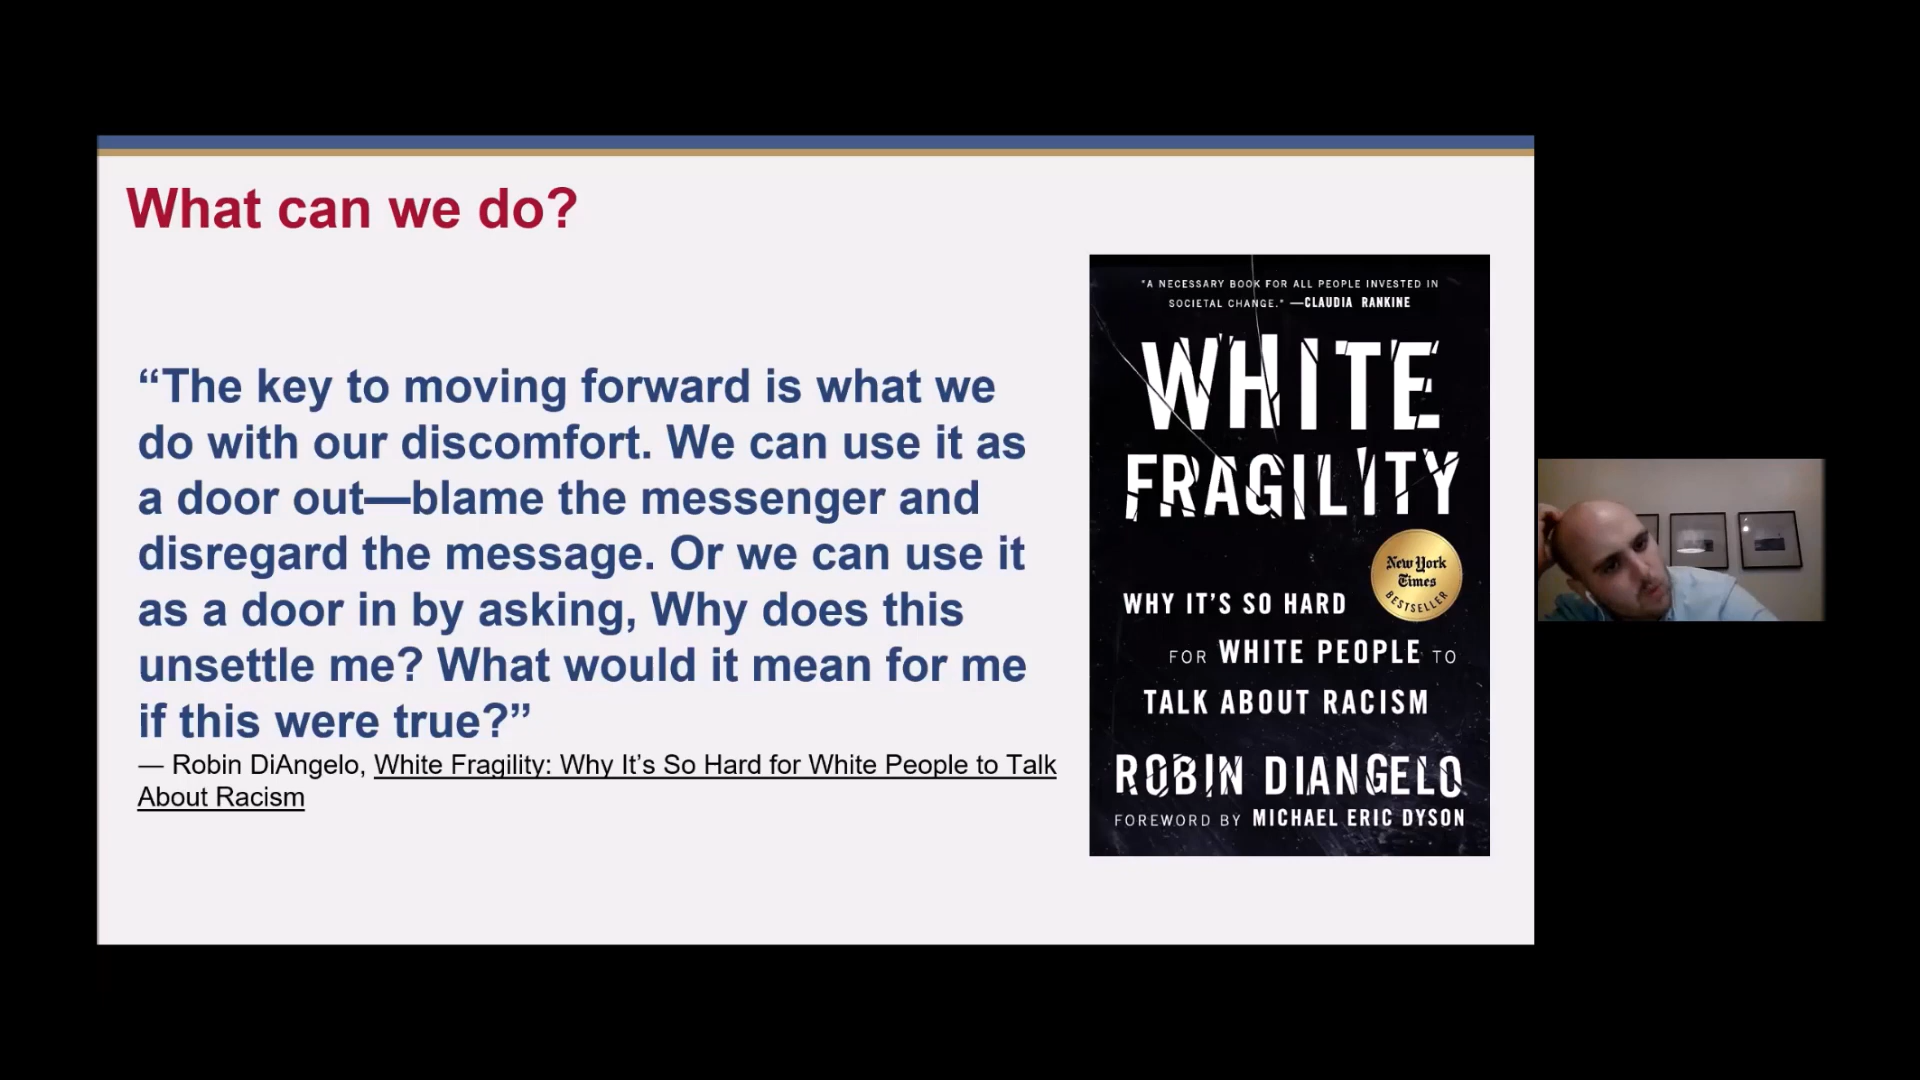 What can we do?
“The key to moving forward is what we
do with our discomfort. We can use it as
a door out—blame the messenger and
disregard the message. Or we can use it
as a door in by asking, Why does this
unsettle me? What would it mean for me
if this were true?”
— Robin DiAngelo, White Fragility: Why It’s So Hard for White People to Talk
About Racism
“A NECESSARY BOOK FOR ALL PEOPLE INVESTED IN
SOCIETAL CHANGE.” —CLAUDIA RANKINE
WHITE
FRAGILITY
New York
Times
BESTSELLER
WHY IT’S SO HARD
FOR WHITE PEOPLE TO
TALK ABOUT RACISM
ROBIN DIANGELO
FOREWORD BY MICHAEL ERIC DYSON